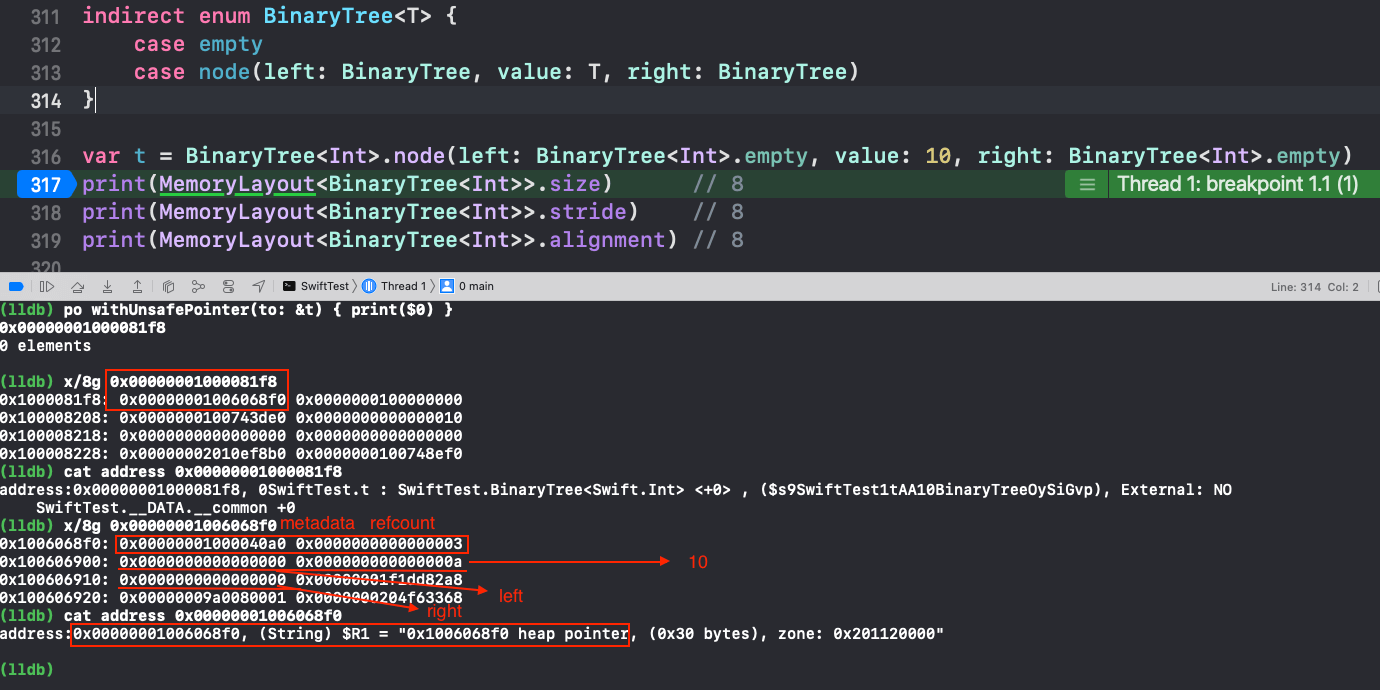 311 indirect enum BinaryTree<T> {
312     case empty
313     case node(left: BinaryTree, value: T, right: BinaryTree)
314 }
315
316 var t = BinaryTree<Int>.node(left: BinaryTree<Int>.empty, value: 10, right: BinaryTree<Int>.empty)
317 print(MemoryLayout<BinaryTree<Int>>.size)       // 8 Thread 1: breakpoint 1.1 (1)
318 print(MemoryLayout<BinaryTree<Int>>.stride)     // 8
319 print(MemoryLayout<BinaryTree<Int>>.alignment) // 8
320
SwiftTest Thread 1 0 main Line: 314 Col: 2
(lldb) po withUnsafePointer(to: &t) { print($0) }
0x00000001000081f8
0 elements
(lldb) x/8g 0x00000001000081f8
0x1000081f8: 0x00000001006068f0 0x0000000100000000
0x100008208: 0x0000000100743de0 0x0000000000000010
0x100008218: 0x0000000000000000 0x0000000000000000
0x100008228: 0x00000002010ef8b0 0x0000000100748ef0
(lldb) cat address 0x00000001000081f8
address:0x00000001000081f8, 0SwiftTest.t : SwiftTest.BinaryTree<Swift.Int> <+0> , ($s9SwiftTest1tAA10BinaryTreeOySiGvp), External: NO
SwiftTest.__DATA.__common +0
(lldb) x/8g 0x00000001006068f0 metadata refcount
0x1006068f0: 0x00000001000040a0 0x0000000000000003
0x100606900: 0x0000000000000000 0x000000000000000a 10
0x100606910: 0x0000000000000000 0x00000001f1dd82a8
0x100606920: 0x00000009a0080001 0x0000000204f63368 left
(lldb) cat address 0x00000001006068f0 right
address:0x00000001006068f0, (String) $R1 = "0x1006068f0 heap pointer, (0x30 bytes), zone: 0x201120000"
(lldb)